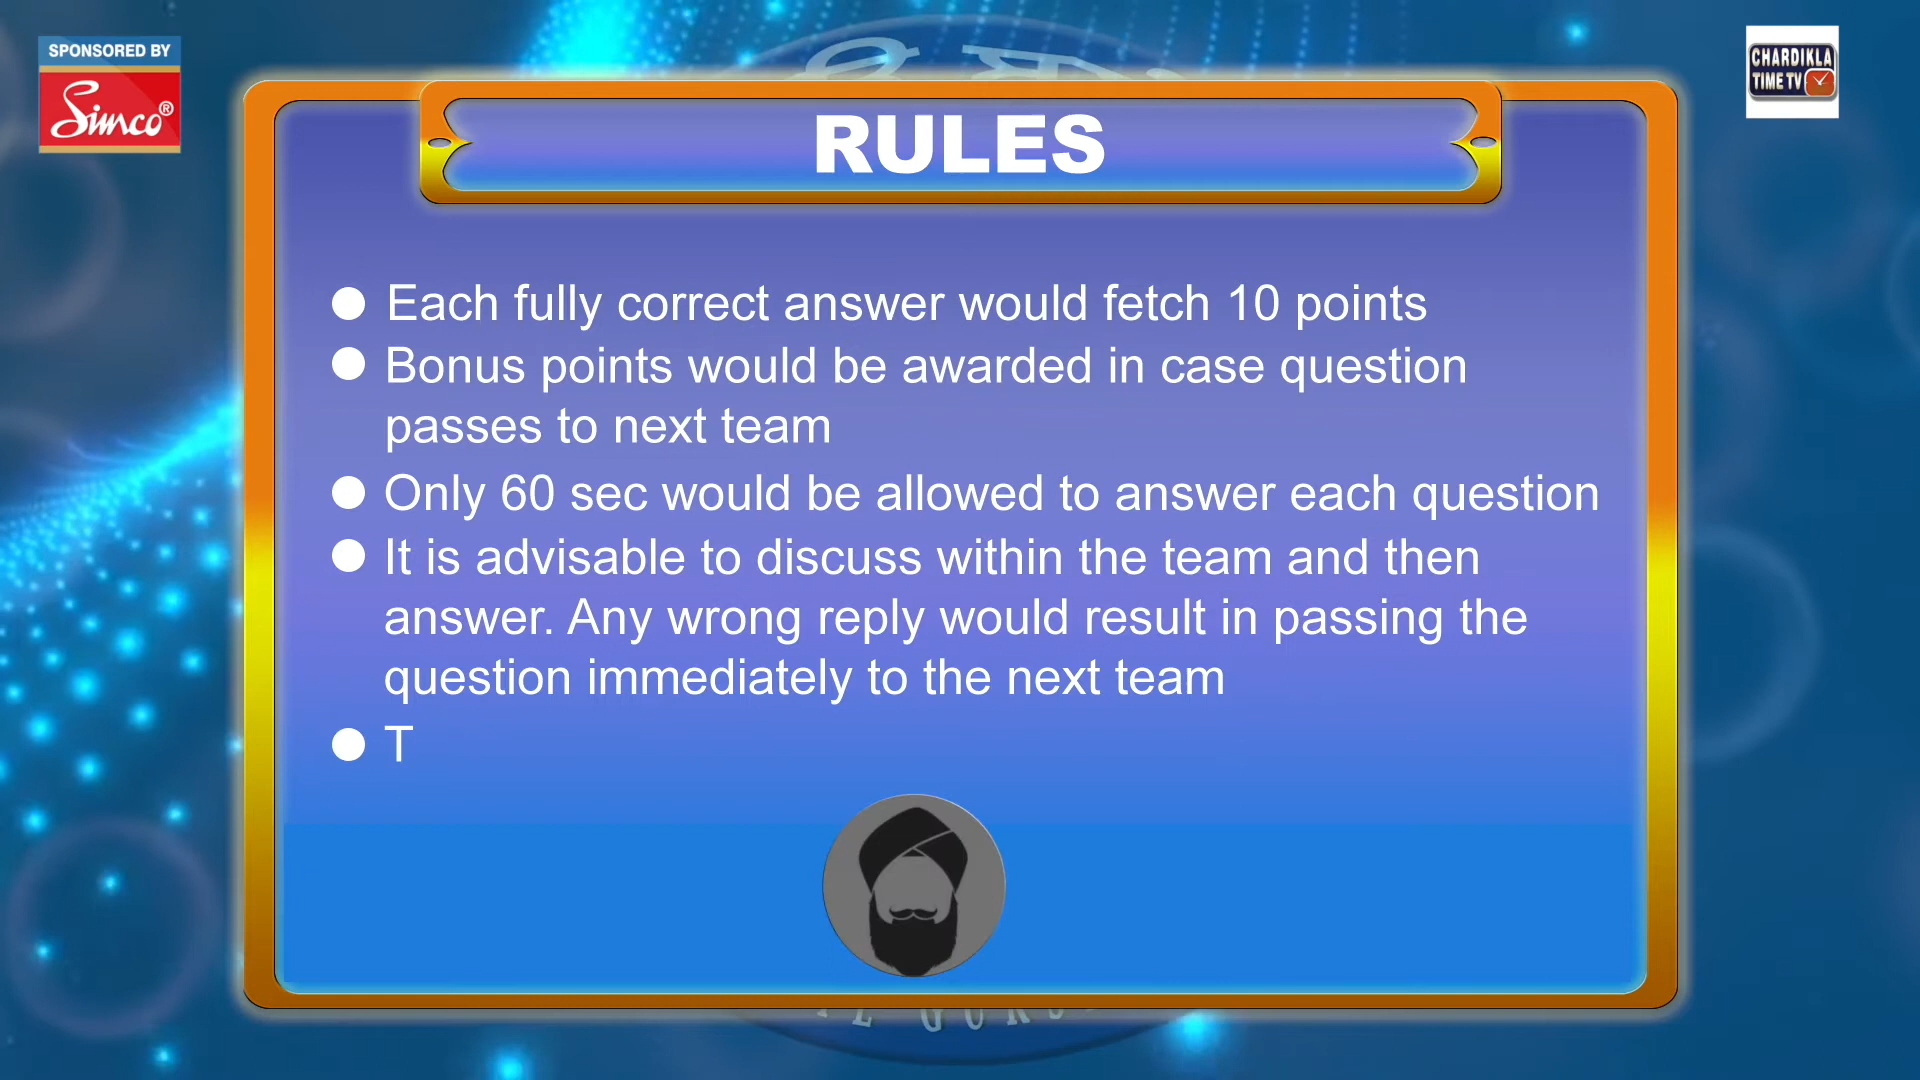 SPONSORED BY
Simco®
CHARDIKLA
TIME TV
RULES
● Each fully correct answer would fetch 10 points
● Bonus points would be awarded in case question
passes to next team
● Only 60 sec would be allowed to answer each question
● It is advisable to discuss within the team and then
answer. Any wrong reply would result in passing the
question immediately to the next team
● T